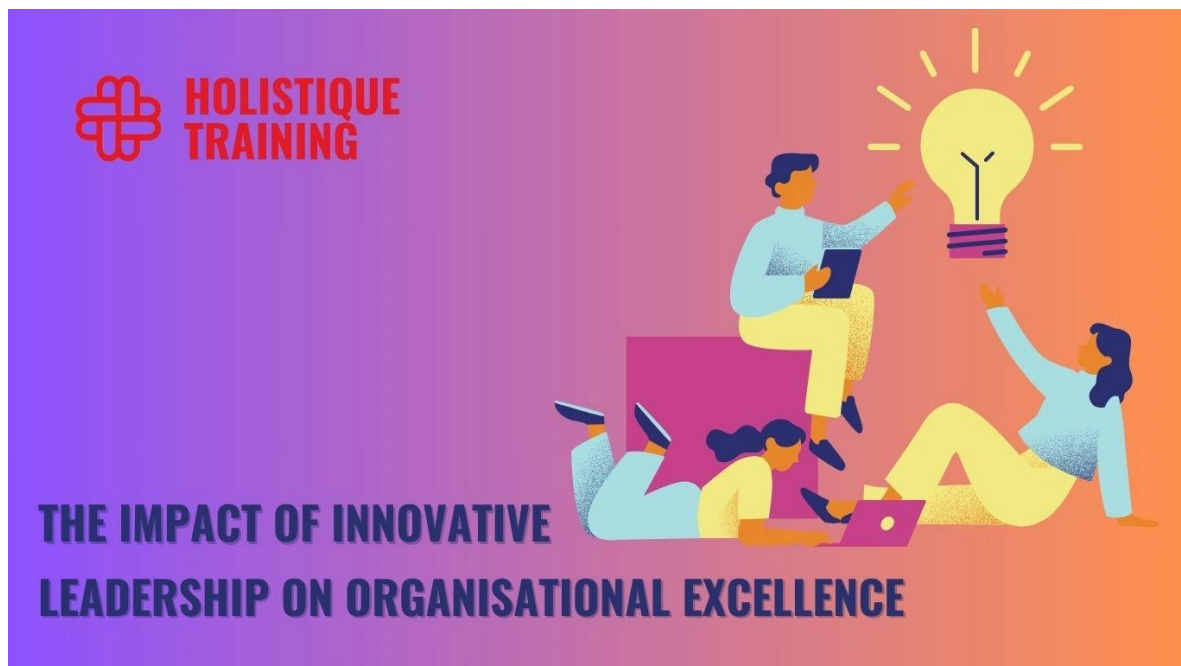 HOLISTIQUE
TRAINING
THE IMPACT OF INNOVATIVE
LEADERSHIP ON ORGANISATIONAL EXCELLENCE